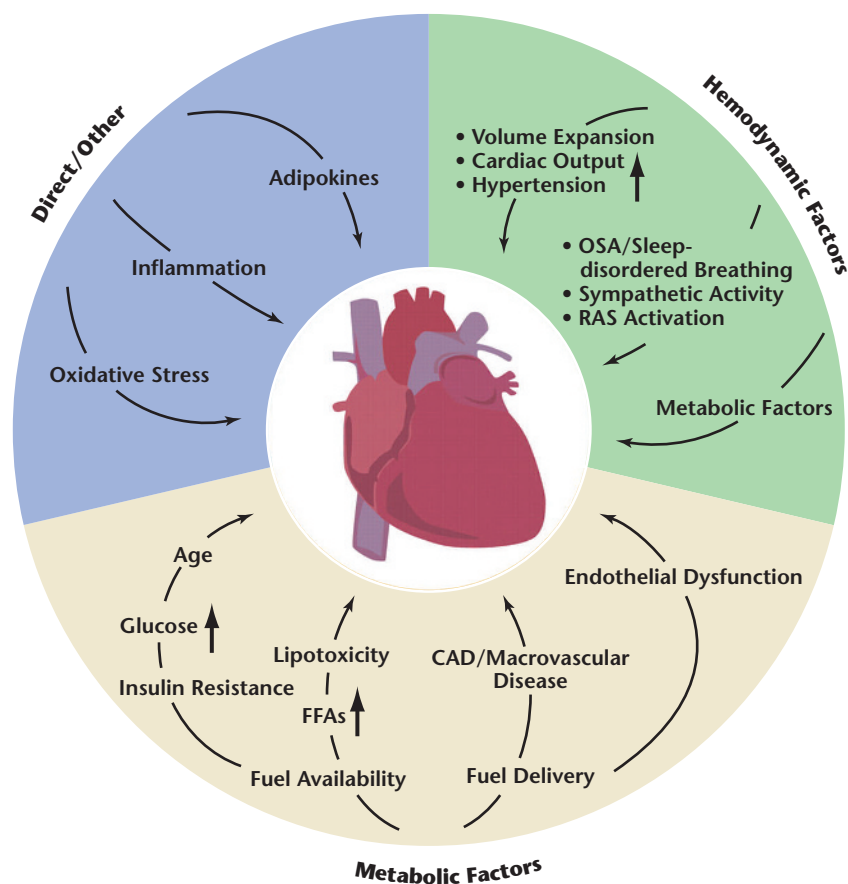 Direct/Other
Adipokines
Inflammation
Oxidative Stress
Hemodynamic Factors
• Volume Expansion
• Cardiac Output
• Hypertension
• OSA/Sleep-
disordered Breathing
• Sympathetic Activity
• RAS Activation
Metabolic Factors
Age
Glucose
Insulin Resistance
Lipotoxicity
FFAs
Fuel Availability
CAD/Macrovascular
Disease
Fuel Delivery
Endothelial Dysfunction
Metabolic Factors